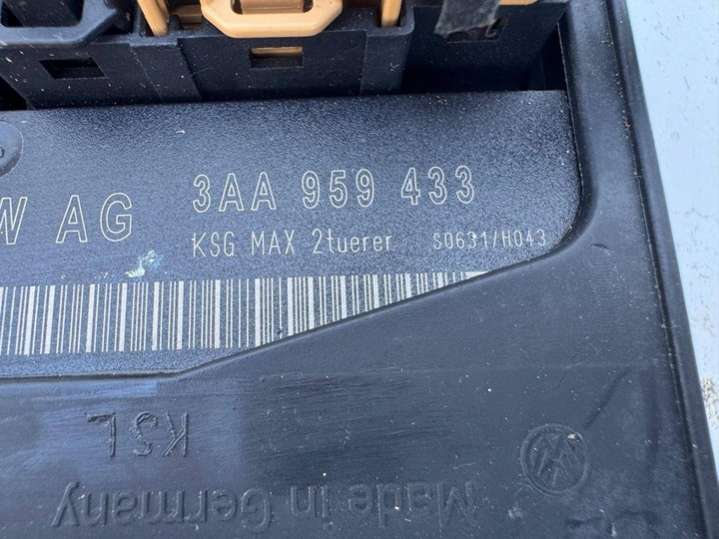 W AG 3AA 959 433
KSG MAX 2tuerer S0631/H043
KSL
Made in Germany